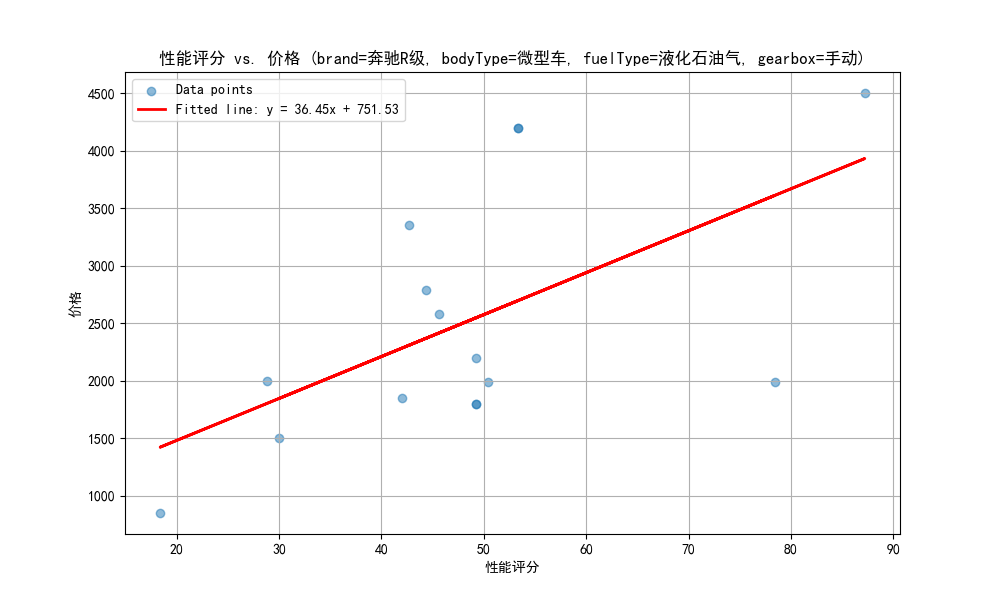 性能评分 vs. 价格 (brand=奔驰R级, bodyType=微型车, fuelType=液化石油气, gearbox=手动)
Data points
Fitted line: y = 36.45x + 751.53
4500
4000
3500
3000
2500
2000
1500
1000
价格
20 30 40 50 60 70 80 90
性能评分